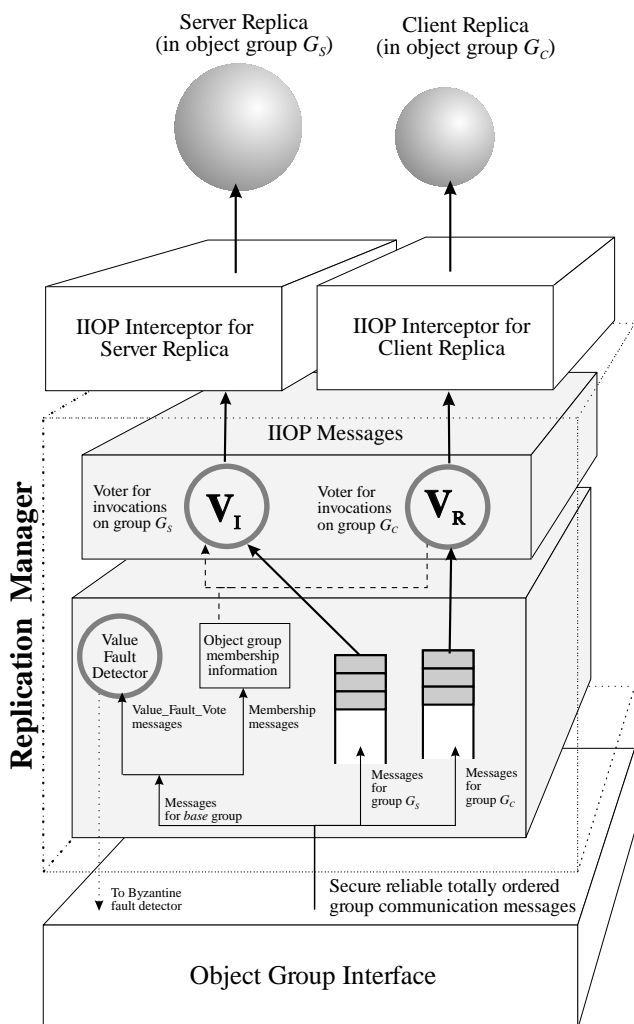 Server Replica
(in object group G_S)
Client Replica
(in object group G_C)
IIOP Interceptor for
Server Replica
IIOP Interceptor for
Client Replica
IIOP Messages
Voter for
invocations
on group G_S
V_I
Voter for
invocations
on group G_C
V_R
Replication Manager
Value
Fault
Detector
Object group
membership
information
Value_Fault_Vote
messages
Membership
messages
Messages
for base group
Messages
for
group G_S
Messages
for
group G_C
To Byzantine
fault detector
Secure reliable totally ordered
group communication messages
Object Group Interface